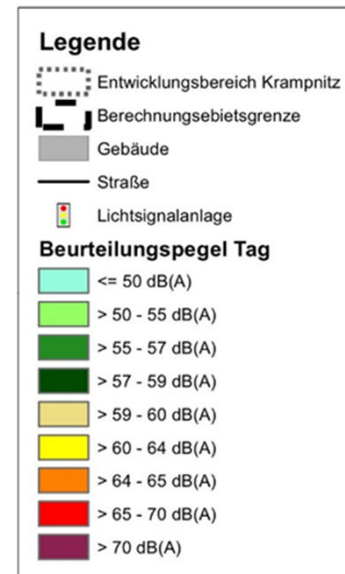 Legende
Entwicklungsbereich Krampnitz
Berechnungsebietsgrenze
Gebäude
Straße
Lichtsignalanlage
Beurteilungspegel Tag
<= 50 dB(A)
> 50 - 55 dB(A)
> 55 - 57 dB(A)
> 57 - 59 dB(A)
> 59 - 60 dB(A)
> 60 - 64 dB(A)
> 64 - 65 dB(A)
> 65 - 70 dB(A)
> 70 dB(A)